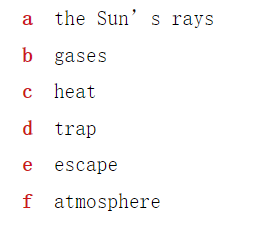 a the Sun's rays
b gases
c heat
d trap
e escape
f atmosphere